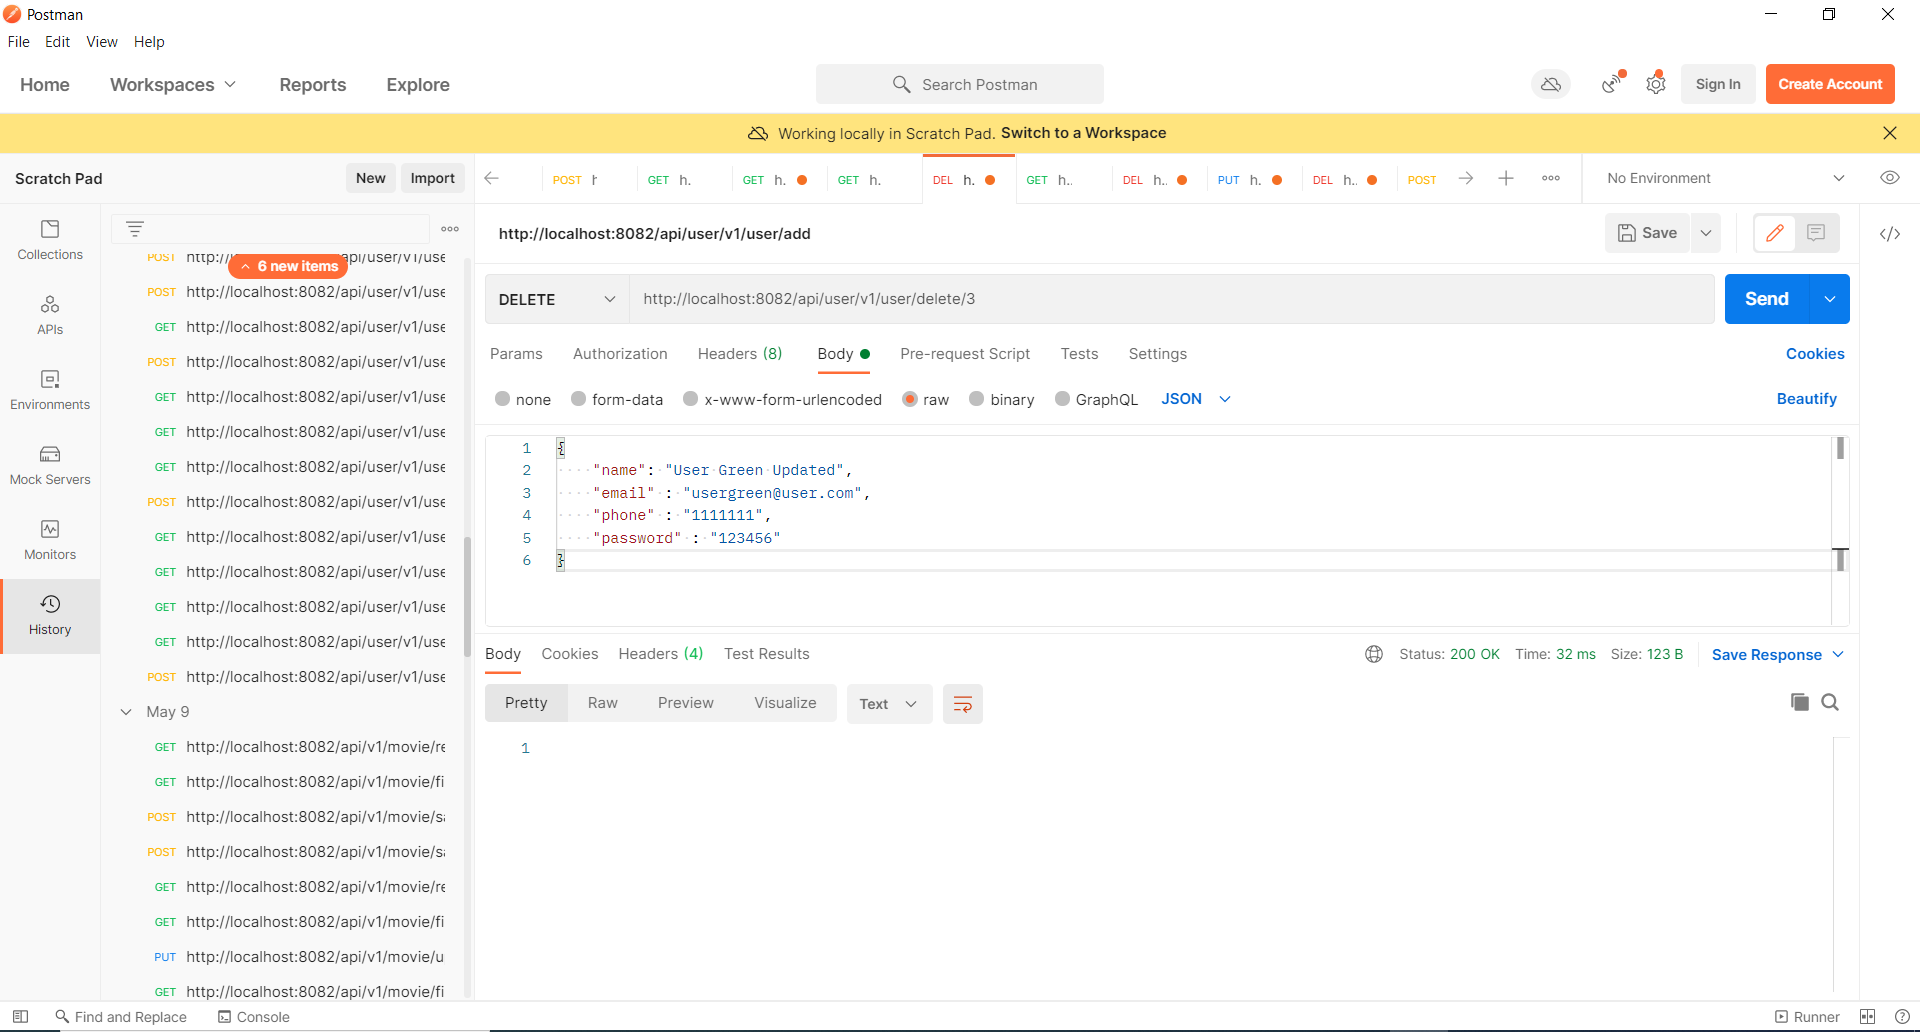 Postman
File Edit View Help
Home Workspaces Reports Explore Search Postman Sign In Create Account
Working locally in Scratch Pad. Switch to a Workspace
Scratch Pad New Import
POST h GET h. GET h. GET h. DEL h. GET h.. DEL h.. PUT h. DEL h.. POST No Environment
Collections
APIs
Environments
Mock Servers
Monitors
History
POST http://
6 new items
api/user/v1/use
POST http://localhost:8082/api/user/v1/use
GET http://localhost:8082/api/user/v1/use
POST http://localhost:8082/api/user/v1/use
GET http://localhost:8082/api/user/v1/use
GET http://localhost:8082/api/user/v1/use
GET http://localhost:8082/api/user/v1/use
POST http://localhost:8082/api/user/v1/use
GET http://localhost:8082/api/user/v1/use
GET http://localhost:8082/api/user/v1/use
GET http://localhost:8082/api/user/v1/use
GET http://localhost:8082/api/user/v1/use
POST http://localhost:8082/api/user/v1/use
May 9
GET http://localhost:8082/api/v1/movie/re
GET http://localhost:8082/api/v1/movie/fi
POST http://localhost:8082/api/v1/movie/sa
POST http://localhost:8082/api/v1/movie/sa
GET http://localhost:8082/api/v1/movie/re
GET http://localhost:8082/api/v1/movie/fi
PUT http://localhost:8082/api/v1/movie/u
GET http://localhost:8082/api/v1/movie/fi
http://localhost:8082/api/user/v1/user/add Save
DELETE http://localhost:8082/api/user/v1/user/delete/3 Send
Params Authorization Headers (8) Body Pre-request Script Tests Settings Cookies
none form-data x-www-form-urlencoded raw binary GraphQL JSON Beautify
1 {
2 "name": "User Green Updated",
3 "email" : "usergreen@user.com",
4 "phone" : "1111111",
5 "password" : "123456"
6 }
Body Cookies Headers (4) Test Results Status: 200 OK Time: 32 ms Size: 123 B Save Response
Pretty Raw Preview Visualize Text
1
Find and Replace Console Runner